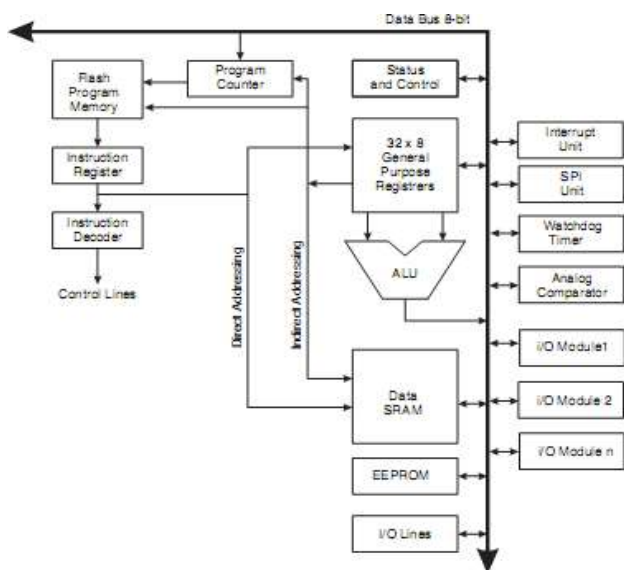 Data Bus 8-bit
Flash
Program
Memory
Program
Counter
Status
and Control
Instruction
Register
32 x 8
General
Purpose
Registrers
Interrupt
Unit
SPI
Unit
Instruction
Decoder
Watchdog
Timer
ALU
Analog
Comparator
Control Lines
Direct Addressing
Indirect Addressing
i/O Module1
Data
SRAM
i/O Module 2
i/O Module n
EEPROM
I/O Lines